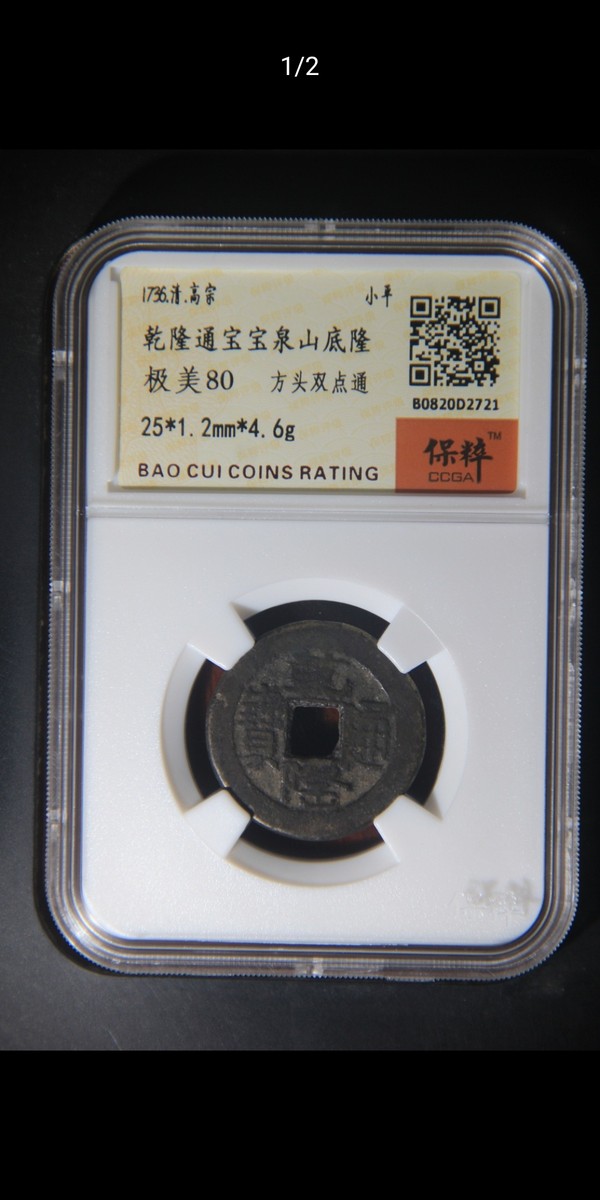 1/2
1736.清.高宗 小平
乾隆通宝宝泉山底隆
极美80 方头双点通
B0820D2721
25*1.2mm*4.6g
保粹 TM
CCGA
BAO CUI COINS RATING
乾
寶 通
隆